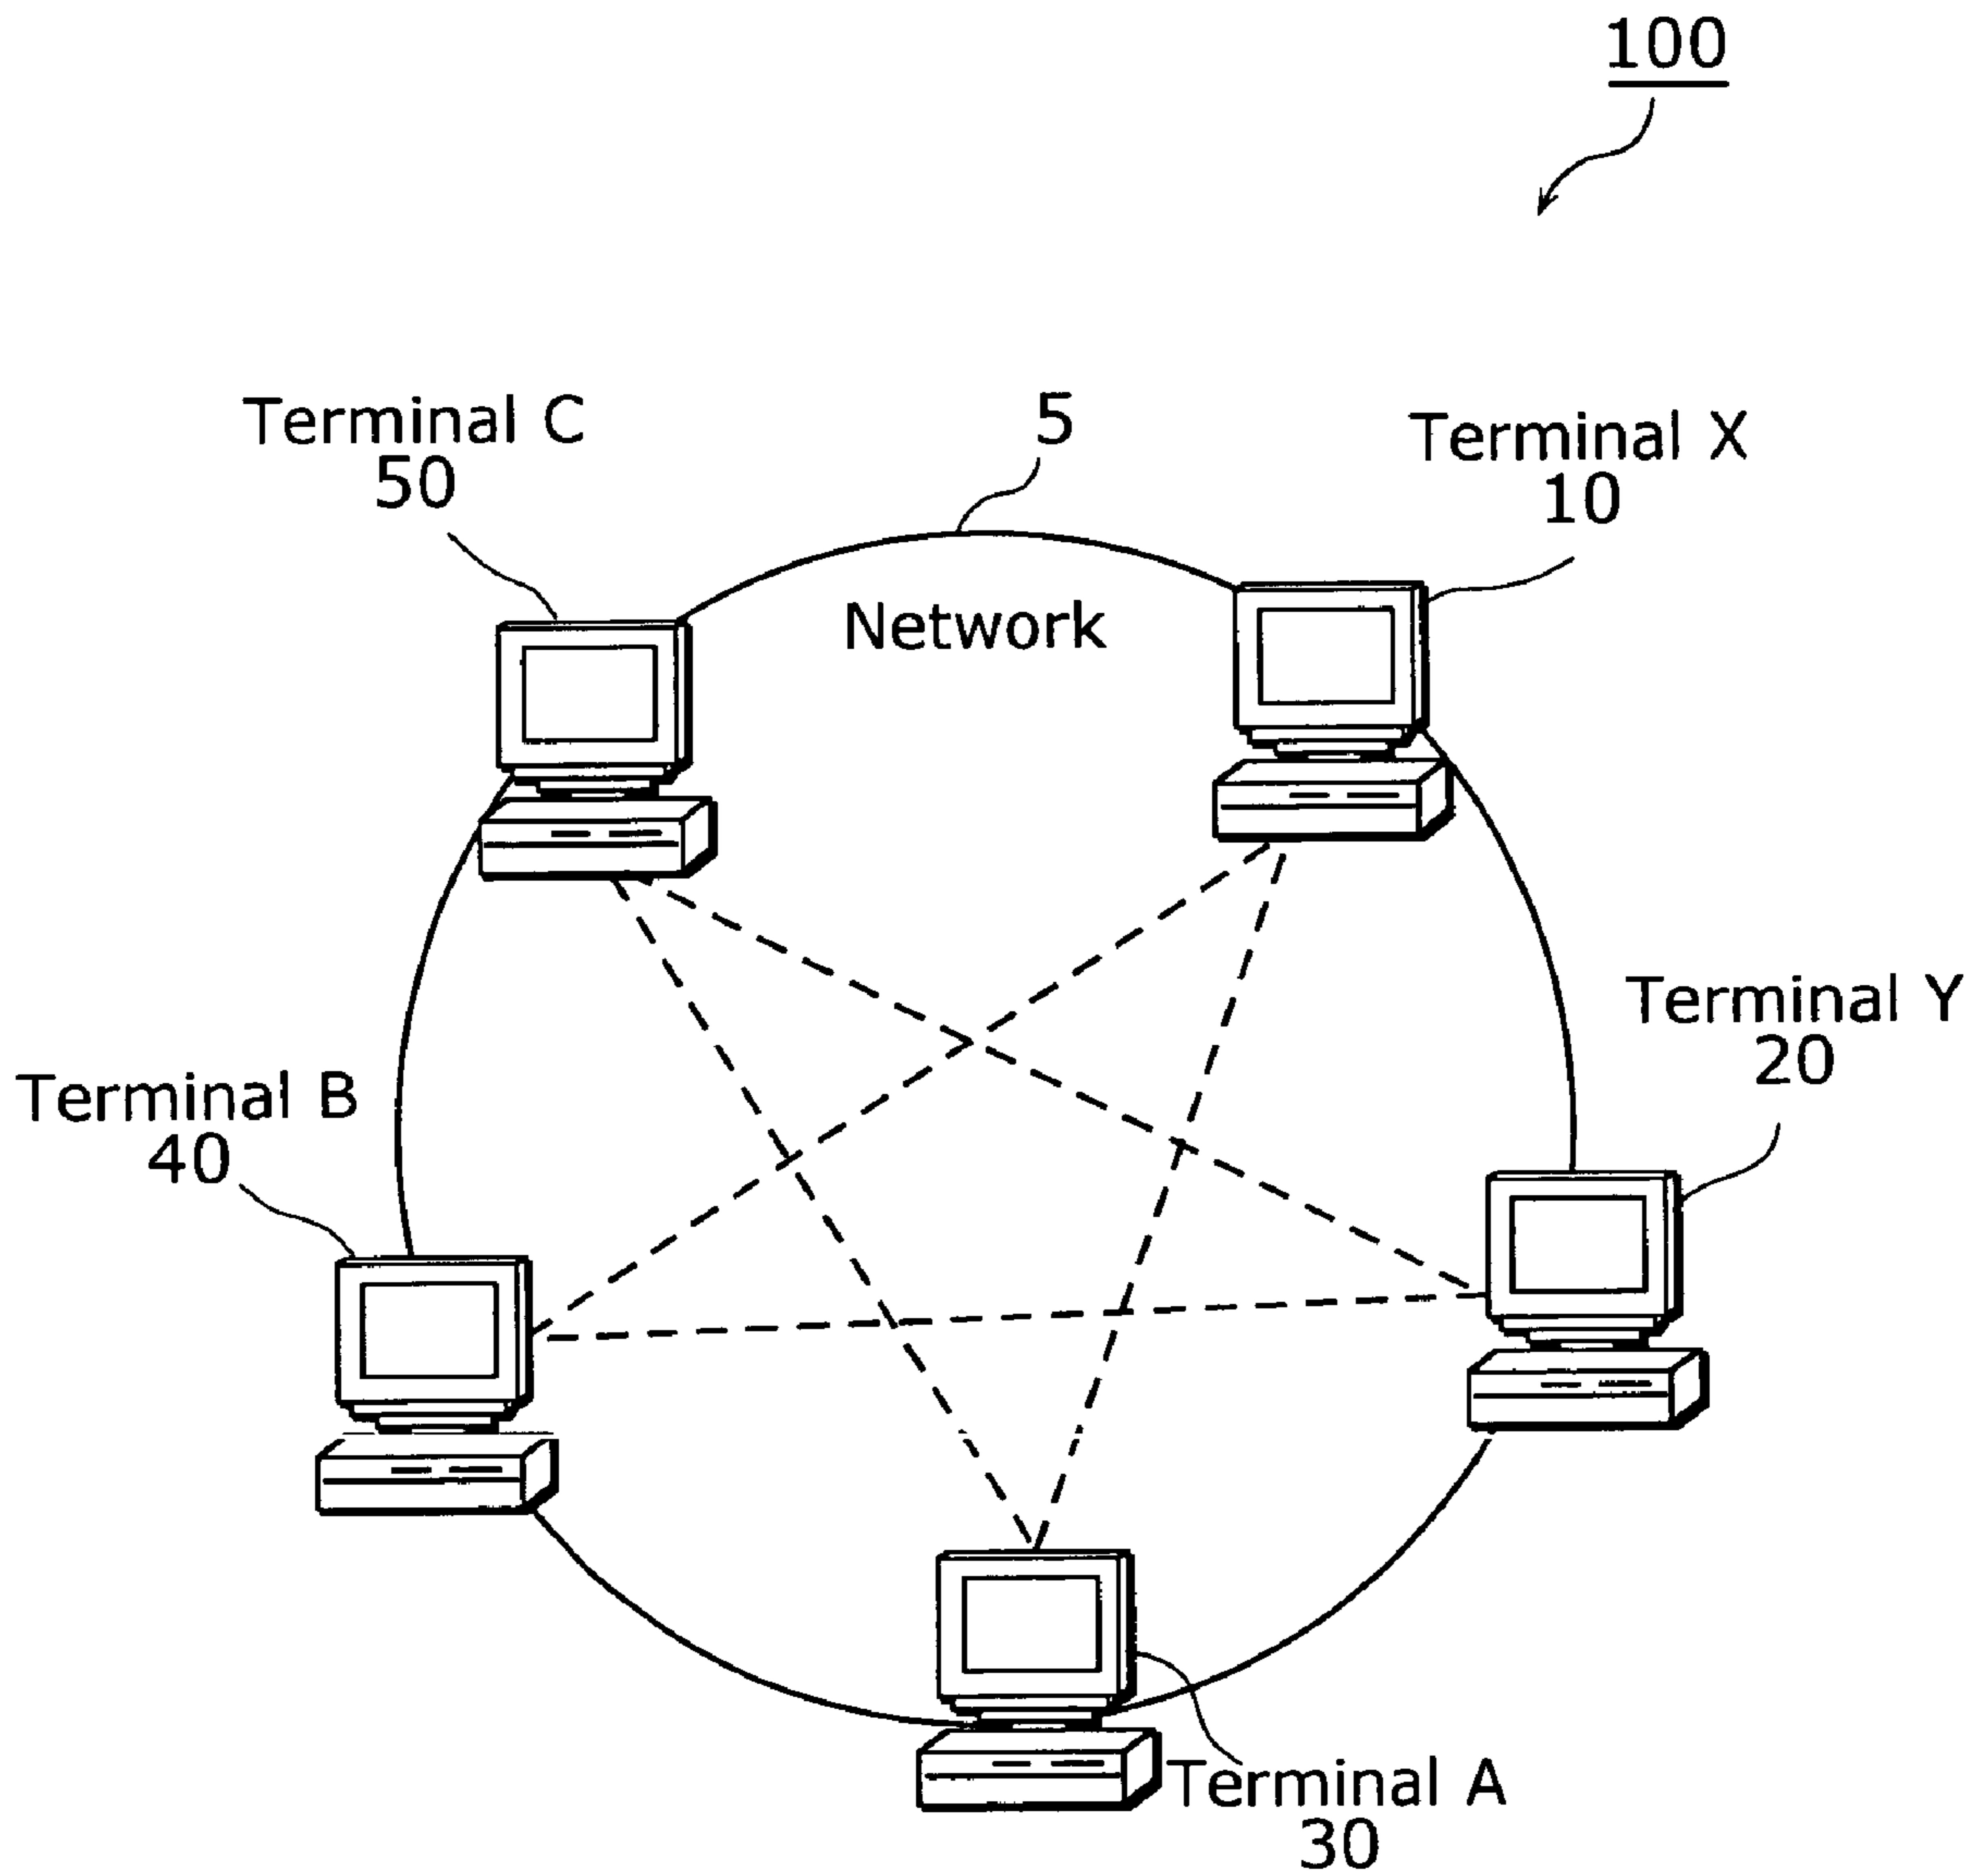 100
Terminal C
50
5
Terminal X
10
Network
Terminal Y
20
Terminal B
40
Terminal A
30